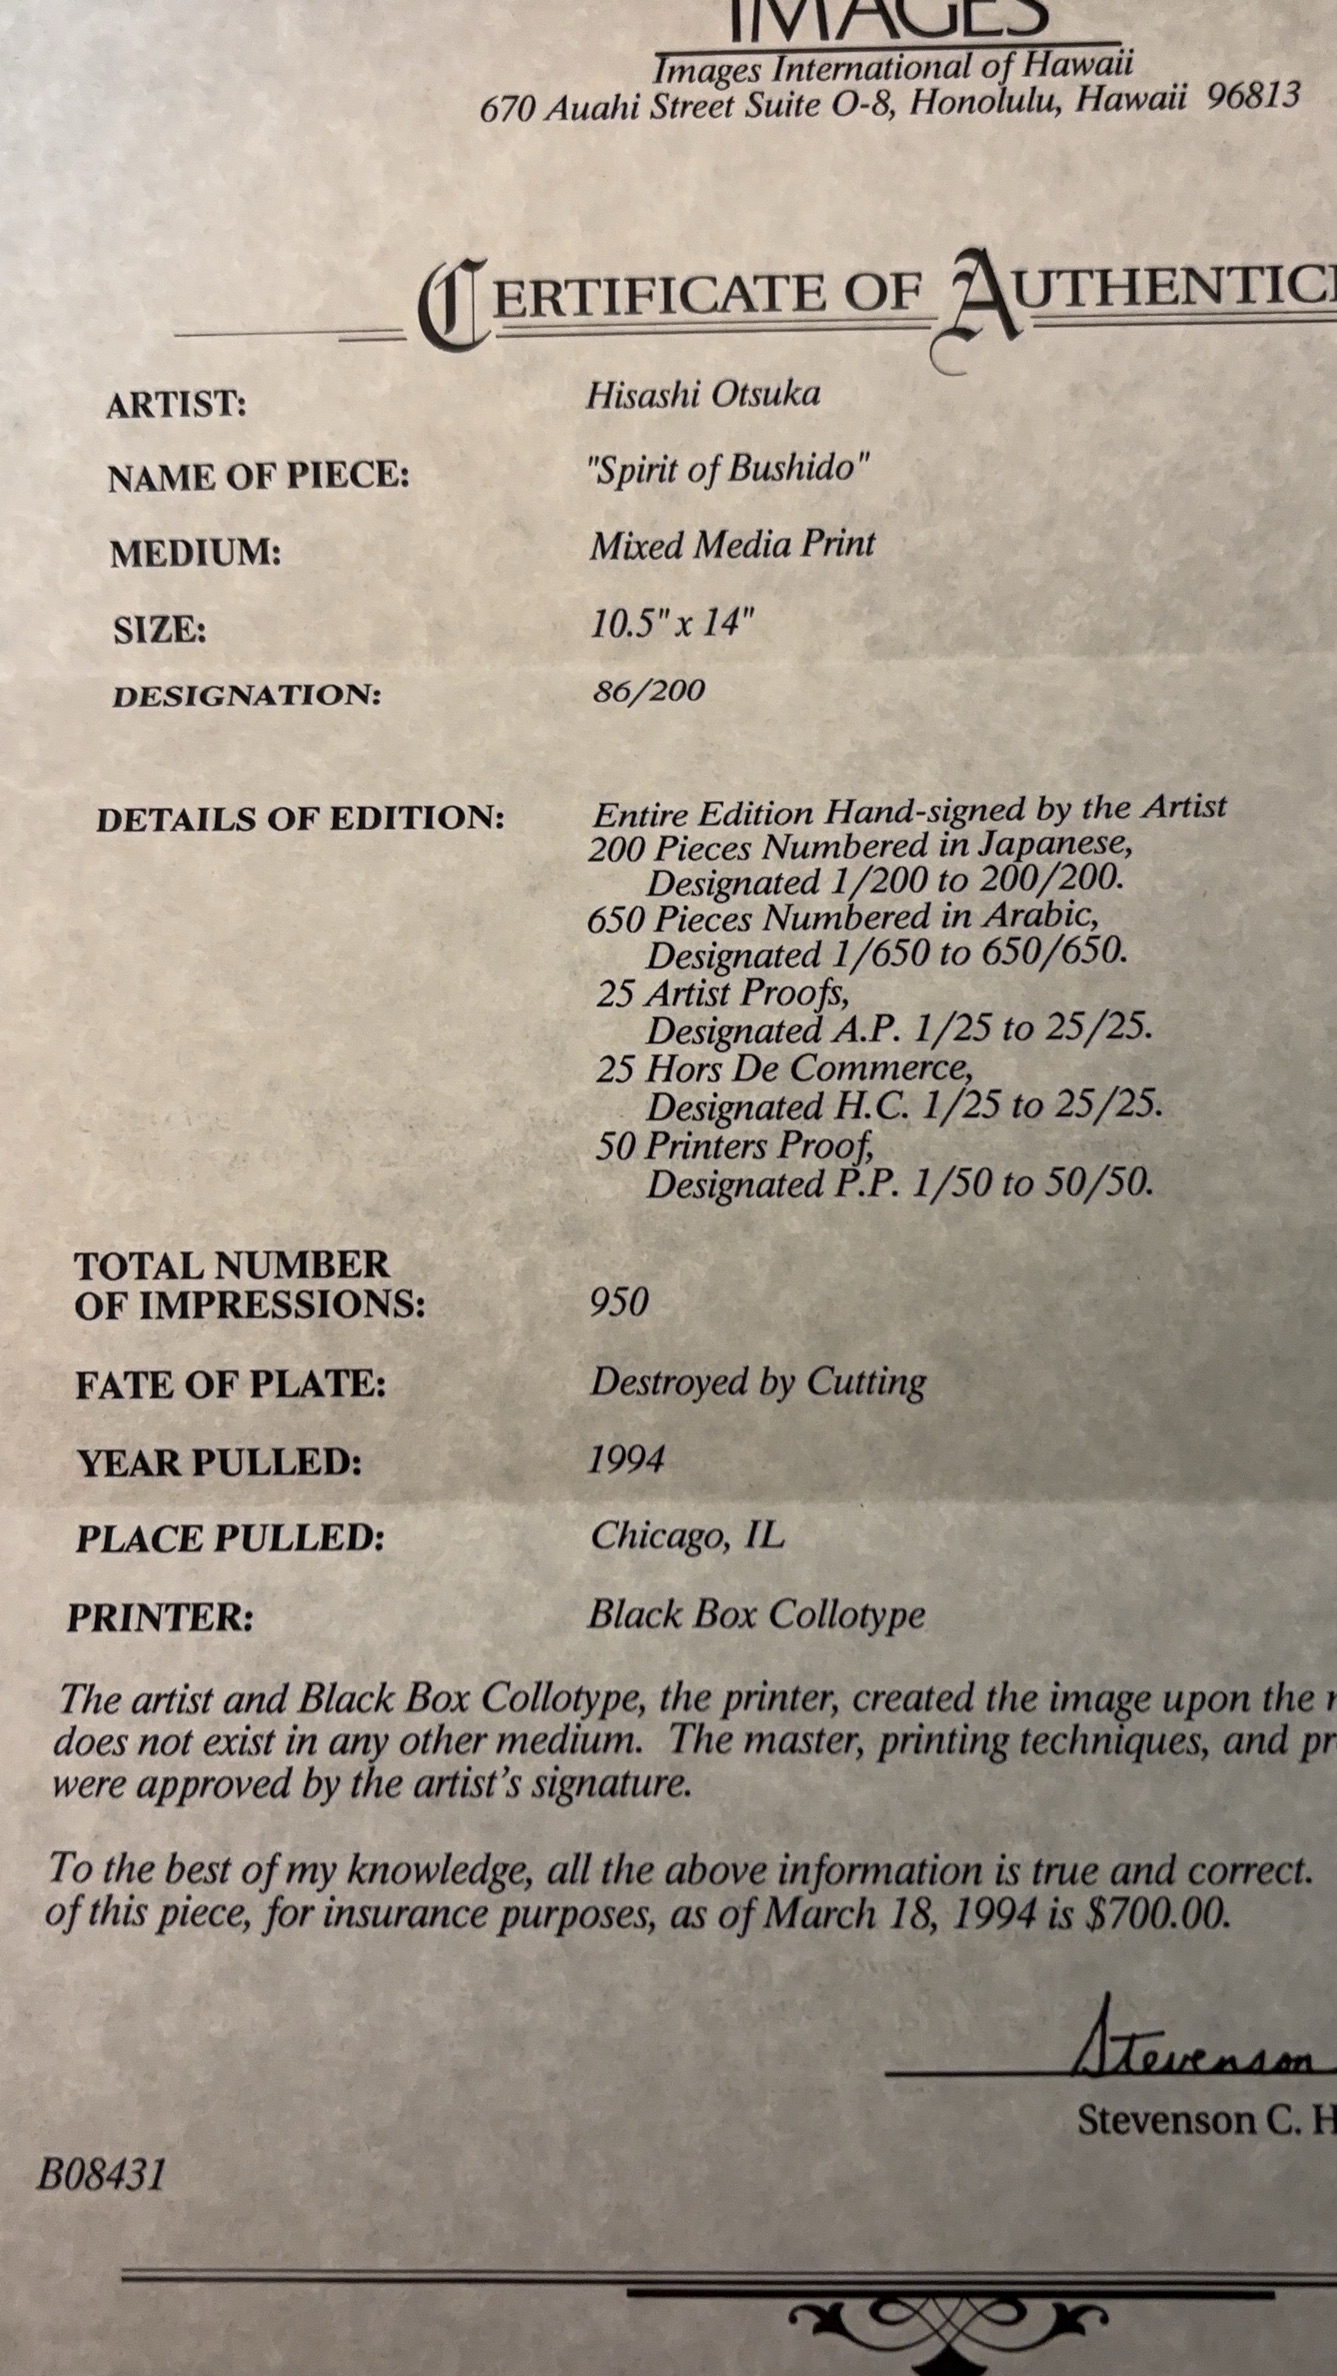 IMAGES
Images International of Hawaii
670 Auahi Street Suite O-8, Honolulu, Hawaii 96813
CERTIFICATE OF AUTHENTICI
ARTIST: Hisashi Otsuka
NAME OF PIECE: "Spirit of Bushido"
MEDIUM: Mixed Media Print
SIZE: 10.5" x 14"
DESIGNATION: 86/200
DETAILS OF EDITION: Entire Edition Hand-signed by the Artist
200 Pieces Numbered in Japanese,
Designated 1/200 to 200/200.
650 Pieces Numbered in Arabic,
Designated 1/650 to 650/650.
25 Artist Proofs,
Designated A.P. 1/25 to 25/25.
25 Hors De Commerce,
Designated H.C. 1/25 to 25/25.
50 Printers Proof,
Designated P.P. 1/50 to 50/50.
TOTAL NUMBER
OF IMPRESSIONS: 950
FATE OF PLATE: Destroyed by Cutting
YEAR PULLED: 1994
PLACE PULLED: Chicago, IL
PRINTER: Black Box Collotype
The artist and Black Box Collotype, the printer, created the image upon the
does not exist in any other medium. The master, printing techniques, and pr
were approved by the artist's signature.
To the best of my knowledge, all the above information is true and correct.
of this piece, for insurance purposes, as of March 18, 1994 is $700.00.
Stevenson
Stevenson C. H
B08431